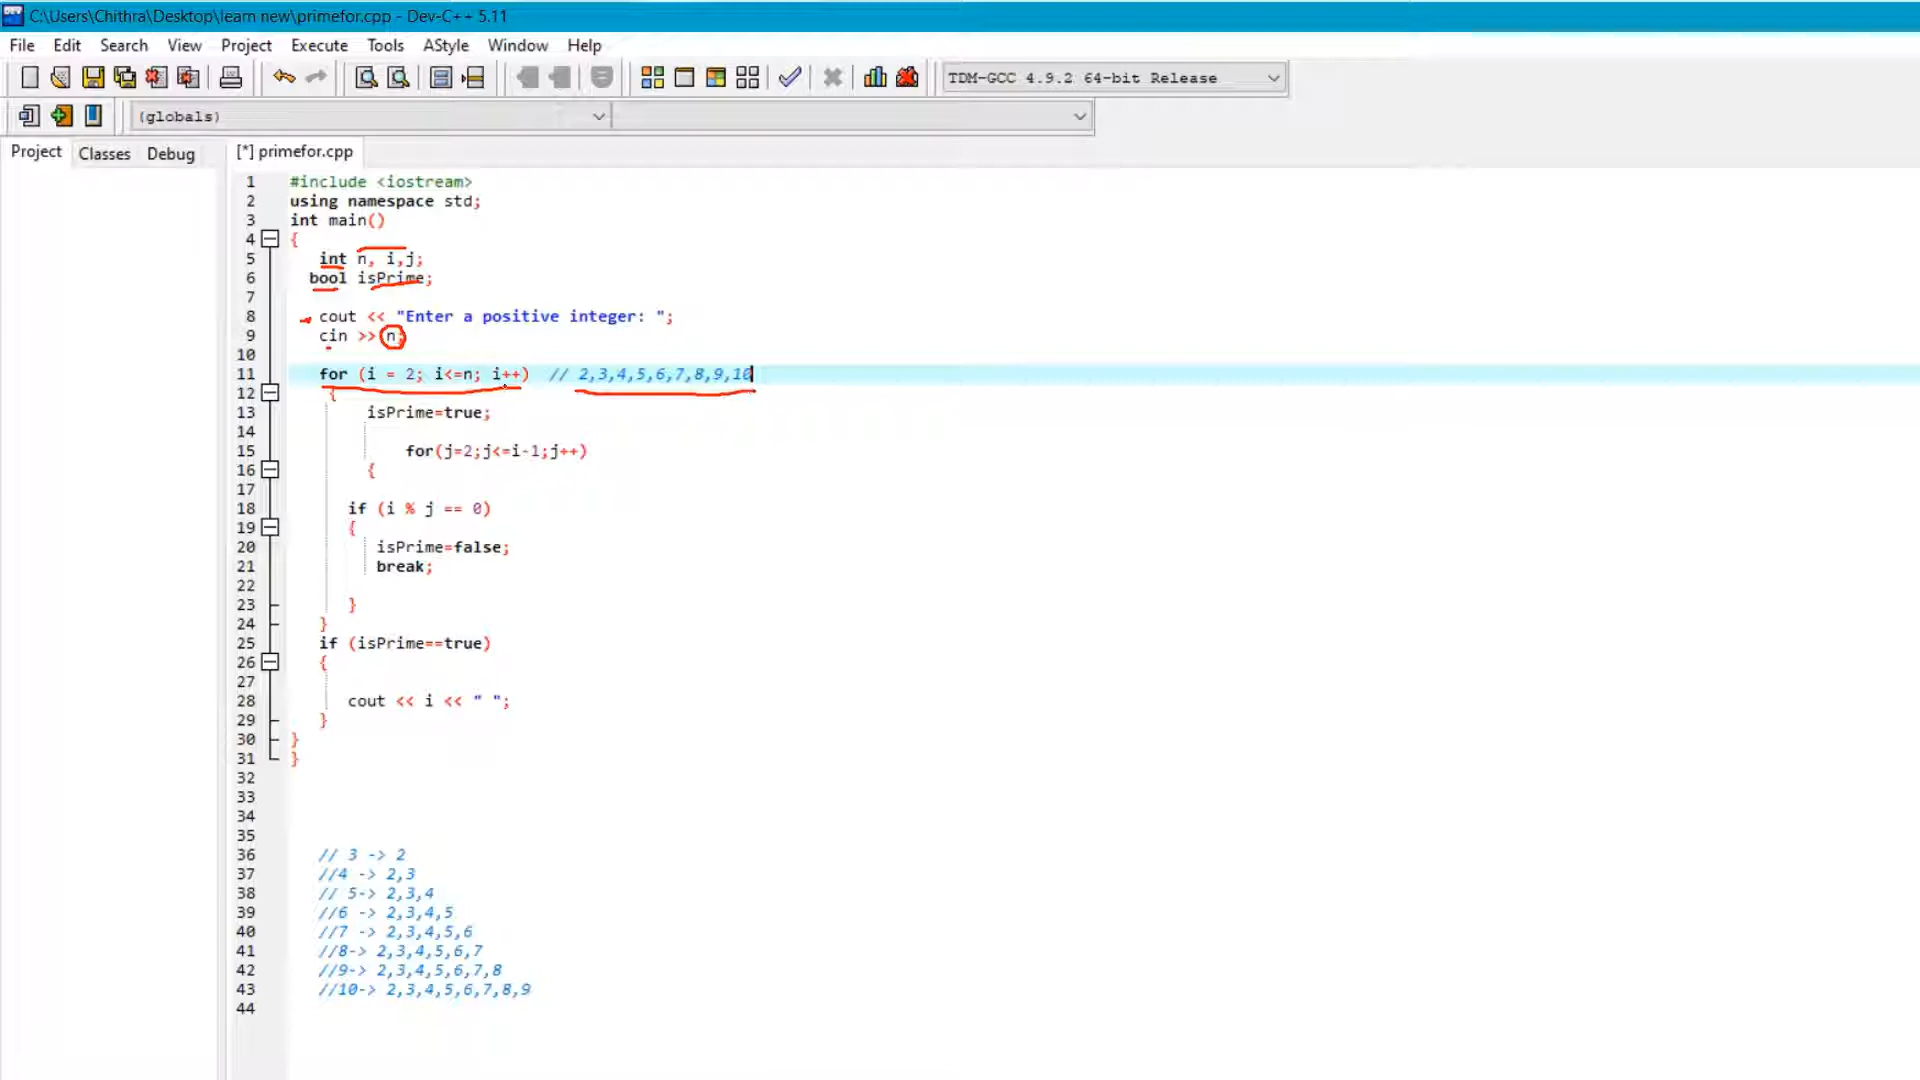 C:\Users\Chithra\Desktop\learn new\primefor.cpp - Dev-C++ 5.11
File Edit Search View Project Execute Tools AStyle Window Help
TDM-GCC 4.9.2 64-bit Release
(globals)
Project Classes Debug [*] primefor.cpp
1 #include <iostream>
2 using namespace std;
3 int main()
4 {
5 int n, i,j;
6 bool isPrime;
7
8 cout << "Enter a positive integer: ";
9 cin >> n;
10
11 for (i = 2; i<=n; i++) // 2,3,4,5,6,7,8,9,10
12 {
13 isPrime=true;
14
15 for(j=2;j<=i-1;j++)
16 {
17
18 if (i % j == 0)
19 {
20 isPrime=false;
21 break;
22
23 }
24 }
25 if (isPrime==true)
26 {
27
28 cout << i << " ";
29 }
30 }
31 }
32
33
34
35
36 // 3 -> 2
37 //4 -> 2,3
38 // 5-> 2,3,4
39 //6 -> 2,3,4,5
40 //7 -> 2,3,4,5,6
41 //8-> 2,3,4,5,6,7
42 //9-> 2,3,4,5,6,7,8
43 //10-> 2,3,4,5,6,7,8,9
44